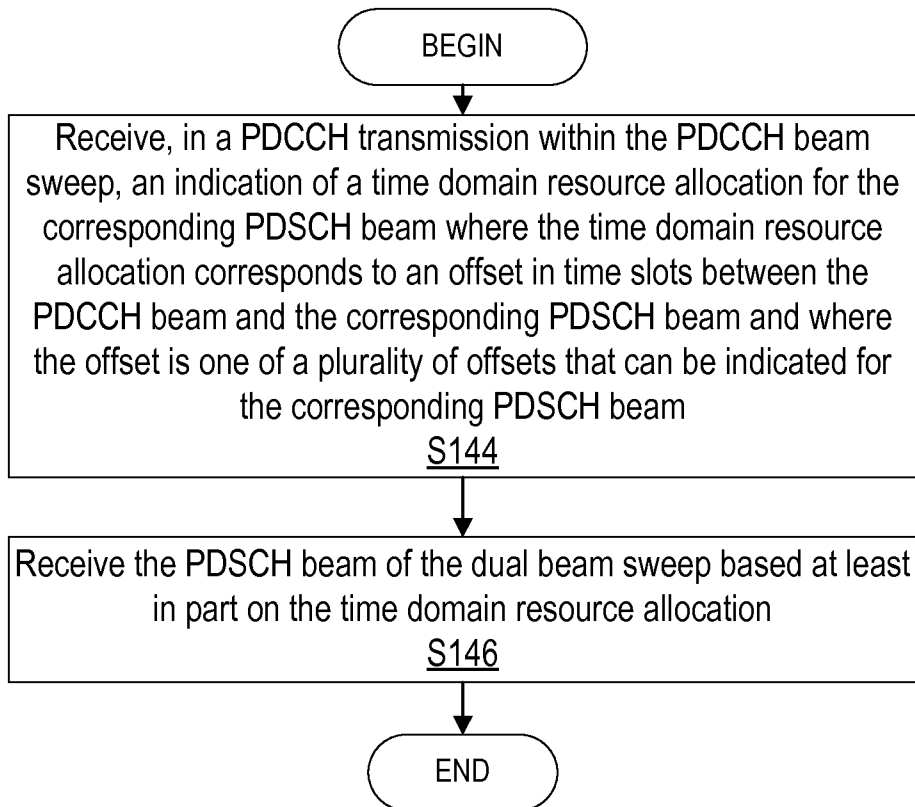 BEGIN
Receive, in a PDCCH transmission within the PDCCH beam
sweep, an indication of a time domain resource allocation for the
corresponding PDSCH beam where the time domain resource
allocation corresponds to an offset in time slots between the
PDCCH beam and the corresponding PDSCH beam and where
the offset is one of a plurality of offsets that can be indicated for
the corresponding PDSCH beam
S144
Receive the PDSCH beam of the dual beam sweep based at least
in part on the time domain resource allocation
S146
END